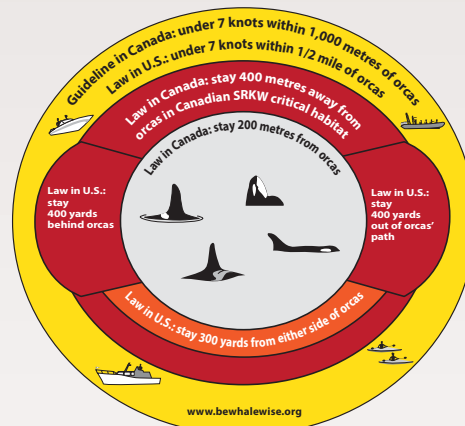 Guideline in Canada: under 7 knots within 1,000 metres of orcas
Law in U.S.: under 7 knots within 1/2 mile of orcas
Law in Canada: stay 400 metres away from
orcas in Canadian SRKW critical habitat
Law in Canada: stay 200 metres from orcas
Law in U.S.:
stay
400 yards
behind orcas
Law in U.S.:
stay
400 yards
out of orcas'
path
Law in U.S.: stay 300 yards from either side of orcas
www.bewhalewise.org